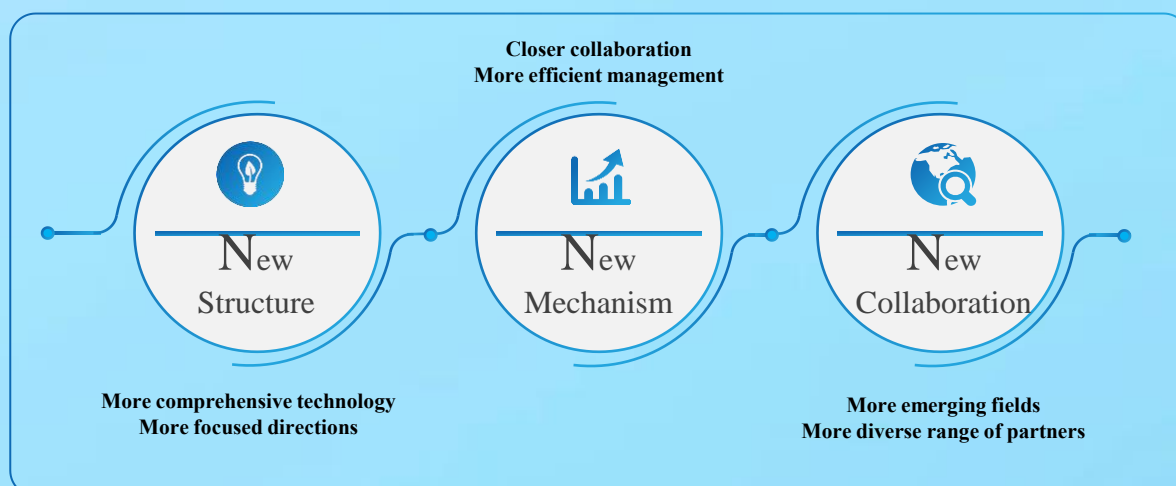 Closer collaboration
More efficient management
New
Structure
New
Mechanism
New
Collaboration
More comprehensive technology
More focused directions
More emerging fields
More diverse range of partners